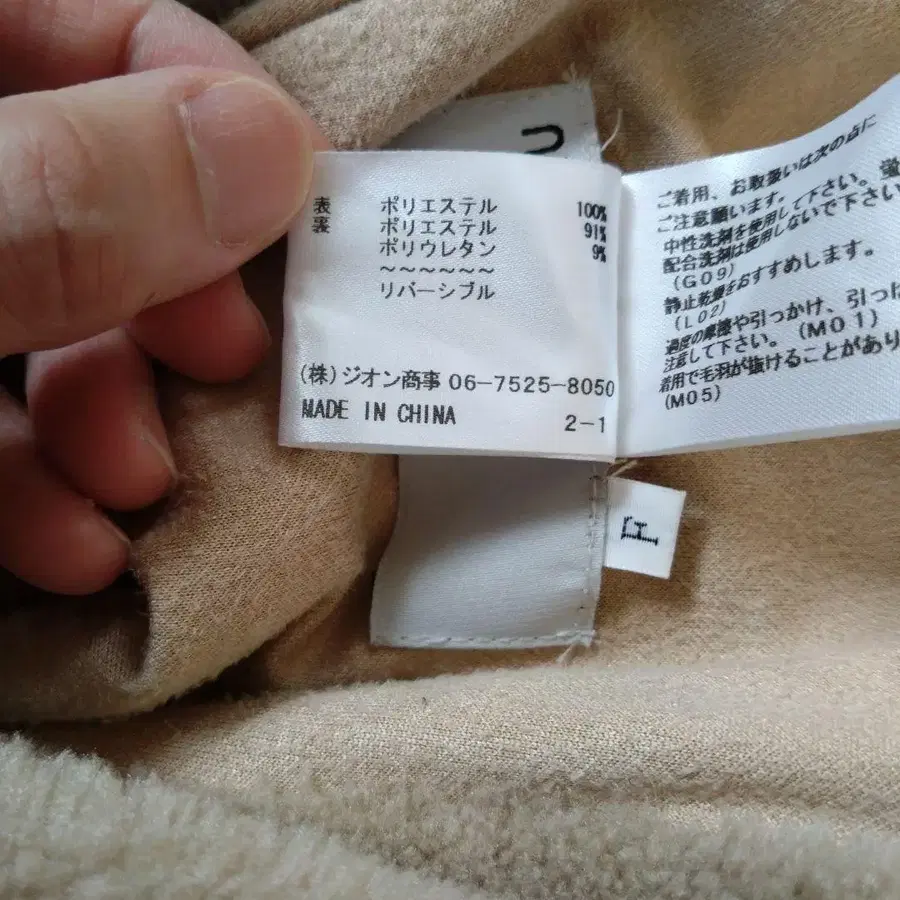 表 ポリエステル 100%
裏 ポリエステル 91%
ポリウレタン 9%
~~~~~~
リバーシブル
(株)ジオン商事 06-7525-8050
MADE IN CHINA
2-1
ご着用、お取扱いは次の点に
ご注意願います。
中性洗剤を使用して下さい。蛍
配合洗剤は使用しないで下さい
(G09)
静止乾燥をおすすめします。
(L02)
過度の摩擦や引っかけ、引っぱ
注意して下さい。(M01)
着用で毛羽が抜けることがあり
(M05)
F